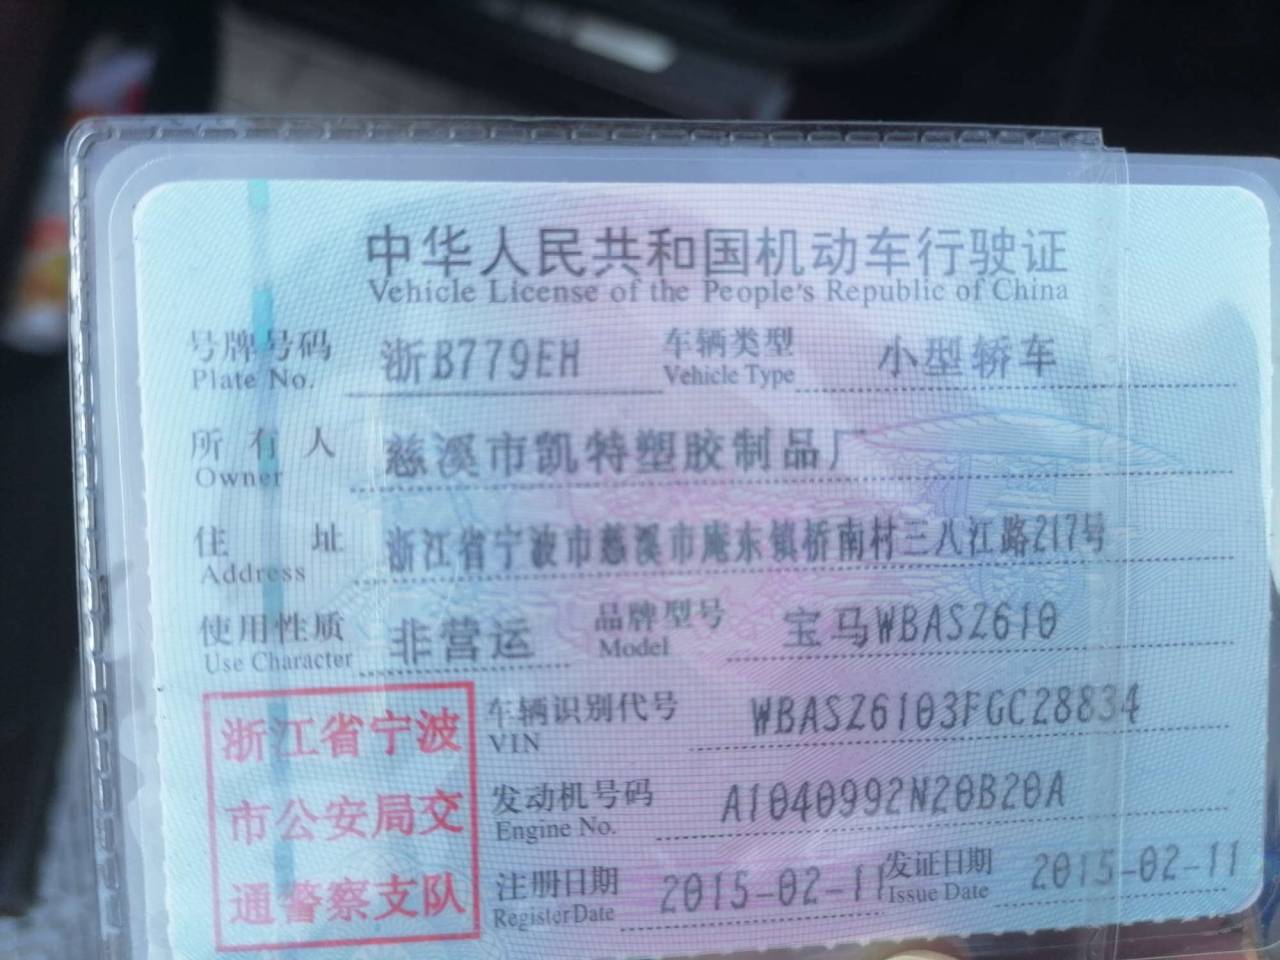 中华人民共和国机动车行驶证
Vehicle License of the People's Republic of China
号牌号码 浙B779EH 车辆类型 小型轿车
Plate No. Vehicle Type
所有人 慈溪市凯特塑胶制品厂
Owner
住址 浙江省宁波市慈溪市庵东镇桥南村三八江路217号
Address
使用性质 非营运 品牌型号 宝马WBASZ610
Use Character Model
浙江省宁波 车辆识别代号 WBASZ6103FGC28834
VIN
市公安局交 发动机号码 A1040992N20B20A
Engine No.
通警察支队 注册日期 2015-02-11 发证日期 2015-02-11
Register Date Issue Date